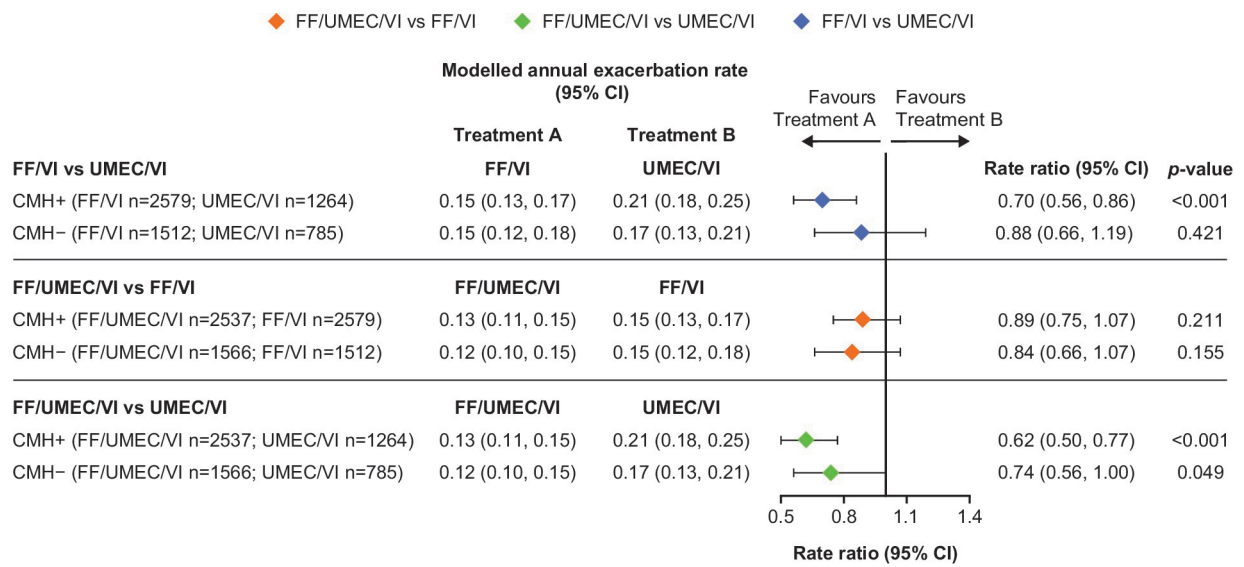 FF/UMEC/VI vs FF/VI FF/UMEC/VI vs UMEC/VI FF/VI vs UMEC/VI
Modelled annual exacerbation rate
(95% CI)
Favours Favours
Treatment A Treatment B
Treatment A Treatment B
FF/VI vs UMEC/VI FF/VI UMEC/VI Rate ratio (95% CI) p-value
CMH+ (FF/VI n=2579; UMEC/VI n=1264) 0.15 (0.13, 0.17) 0.21 (0.18, 0.25) 0.70 (0.56, 0.86) <0.001
CMH− (FF/VI n=1512; UMEC/VI n=785) 0.15 (0.12, 0.18) 0.17 (0.13, 0.21) 0.88 (0.66, 1.19) 0.421
FF/UMEC/VI vs FF/VI FF/UMEC/VI FF/VI
CMH+ (FF/UMEC/VI n=2537; FF/VI n=2579) 0.13 (0.11, 0.15) 0.15 (0.13, 0.17) 0.89 (0.75, 1.07) 0.211
CMH− (FF/UMEC/VI n=1566; FF/VI n=1512) 0.12 (0.10, 0.15) 0.15 (0.12, 0.18) 0.84 (0.66, 1.07) 0.155
FF/UMEC/VI vs UMEC/VI FF/UMEC/VI UMEC/VI
CMH+ (FF/UMEC/VI n=2537; UMEC/VI n=1264) 0.13 (0.11, 0.15) 0.21 (0.18, 0.25) 0.62 (0.50, 0.77) <0.001
CMH− (FF/UMEC/VI n=1566; UMEC/VI n=785) 0.12 (0.10, 0.15) 0.17 (0.13, 0.21) 0.74 (0.56, 1.00) 0.049
0.5 0.8 1.1 1.4
Rate ratio (95% CI)